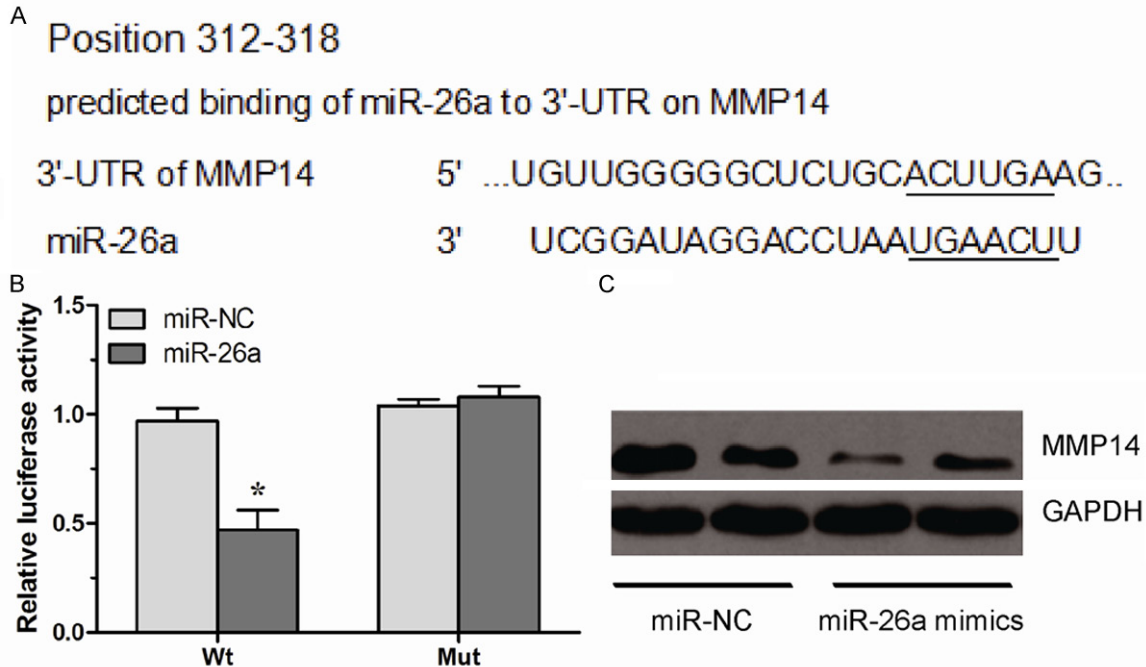 A
Position 312-318
predicted binding of miR-26a to 3'-UTR on MMP14
3'-UTR of MMP14 5' ...UGUUGGGGGCUCUGCACUUGAAG..
miR-26a 3' UCGGAUAGGACCUAAUGAACUU
B
Relative luciferase activity
1.5
1.0
0.5
0.0
miR-NC
miR-26a
*
Wt
Mut
C
MMP14
GAPDH
miR-NC
miR-26a mimics